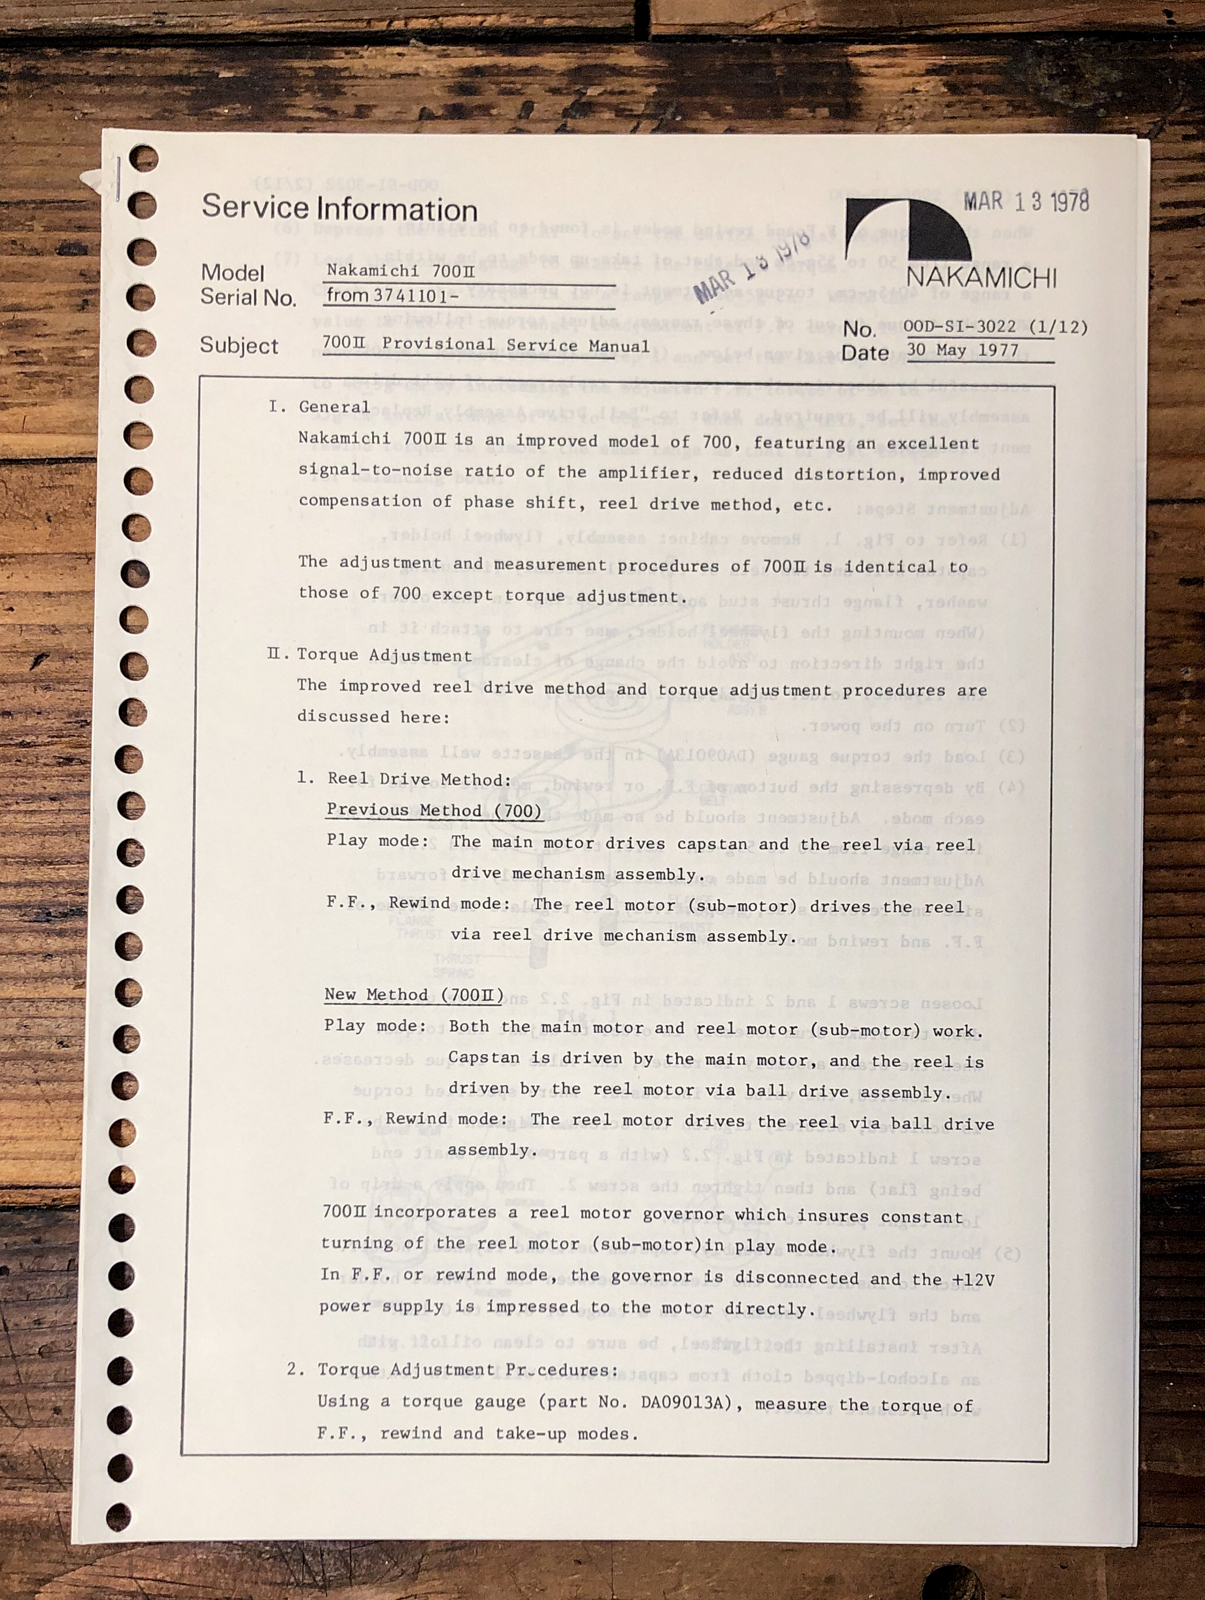 Service Information
MAR 13 1978
MAR 13 1978
NAKAMICHI
Model Nakamichi 700II
Serial No. from 3741101-
No. OOD-SI-3022 (1/12)
Subject 700II Provisional Service Manual
Date 30 May 1977
I. General
Nakamichi 700II is an improved model of 700, featuring an excellent
signal-to-noise ratio of the amplifier, reduced distortion, improved
compensation of phase shift, reel drive method, etc.
The adjustment and measurement procedures of 700II is identical to
those of 700 except torque adjustment.
II. Torque Adjustment
The improved reel drive method and torque adjustment procedures are
discussed here:
1. Reel Drive Method:
Previous Method (700)
Play mode: The main motor drives capstan and the reel via reel
drive mechanism assembly.
F.F., Rewind mode: The reel motor (sub-motor) drives the reel
via reel drive mechanism assembly.
New Method (700II)
Play mode: Both the main motor and reel motor (sub-motor) work.
Capstan is driven by the main motor, and the reel is
driven by the reel motor via ball drive assembly.
F.F., Rewind mode: The reel motor drives the reel via ball drive
assembly.
700II incorporates a reel motor governor which insures constant
turning of the reel motor (sub-motor)in play mode.
In F.F. or rewind mode, the governor is disconnected and the +12V
power supply is impressed to the motor directly.
2. Torque Adjustment Procedures:
Using a torque gauge (part No. DA09013A), measure the torque of
F.F., rewind and take-up modes.